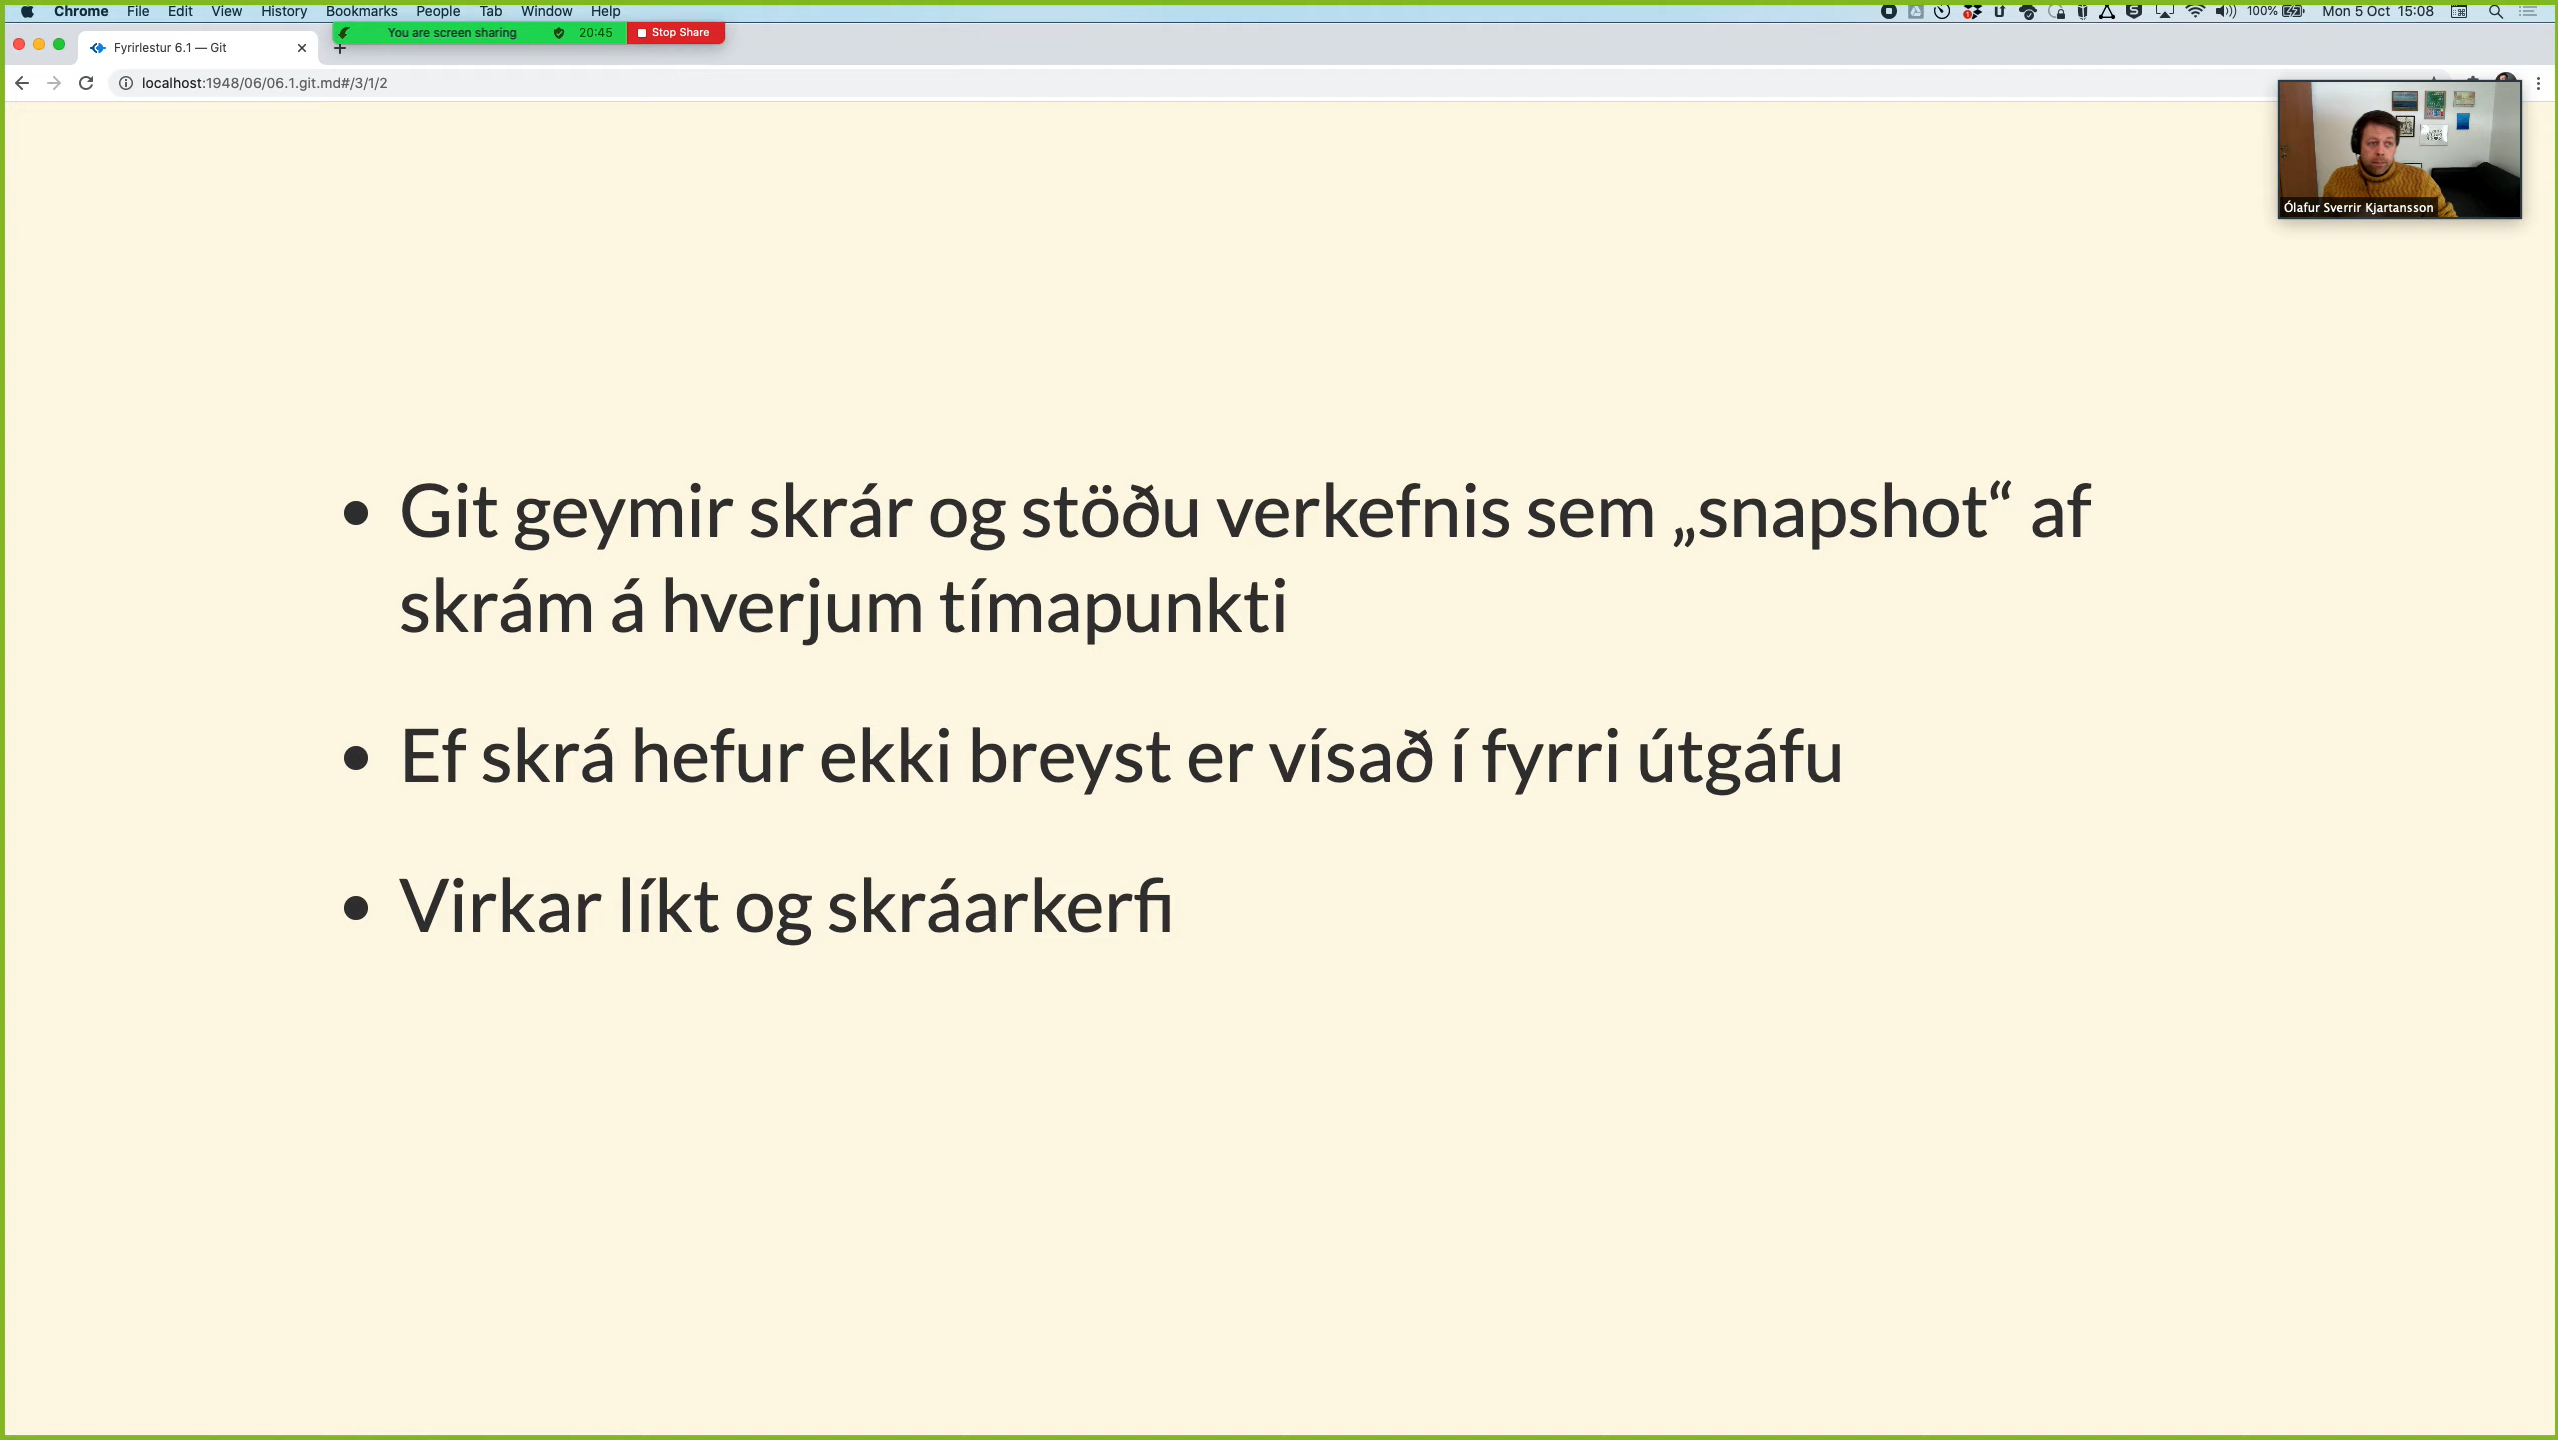 Chrome File Edit View History Bookmarks People Tab Window Help
100% Mon 5 Oct 15:08
You are screen sharing 20:45 Stop Share
Fyrirlestur 6.1 — Git
localhost:1948/06/06.1.git.md#/3/1/2
Ólafur Sverrir Kjartansson
• Git geymir skrár og stöðu verkefnis sem „snapshot“ af
skrám á hverjum tímapunkti
• Ef skrá hefur ekki breyst er vísað í fyrri útgáfu
• Virkar líkt og skráarkerfi